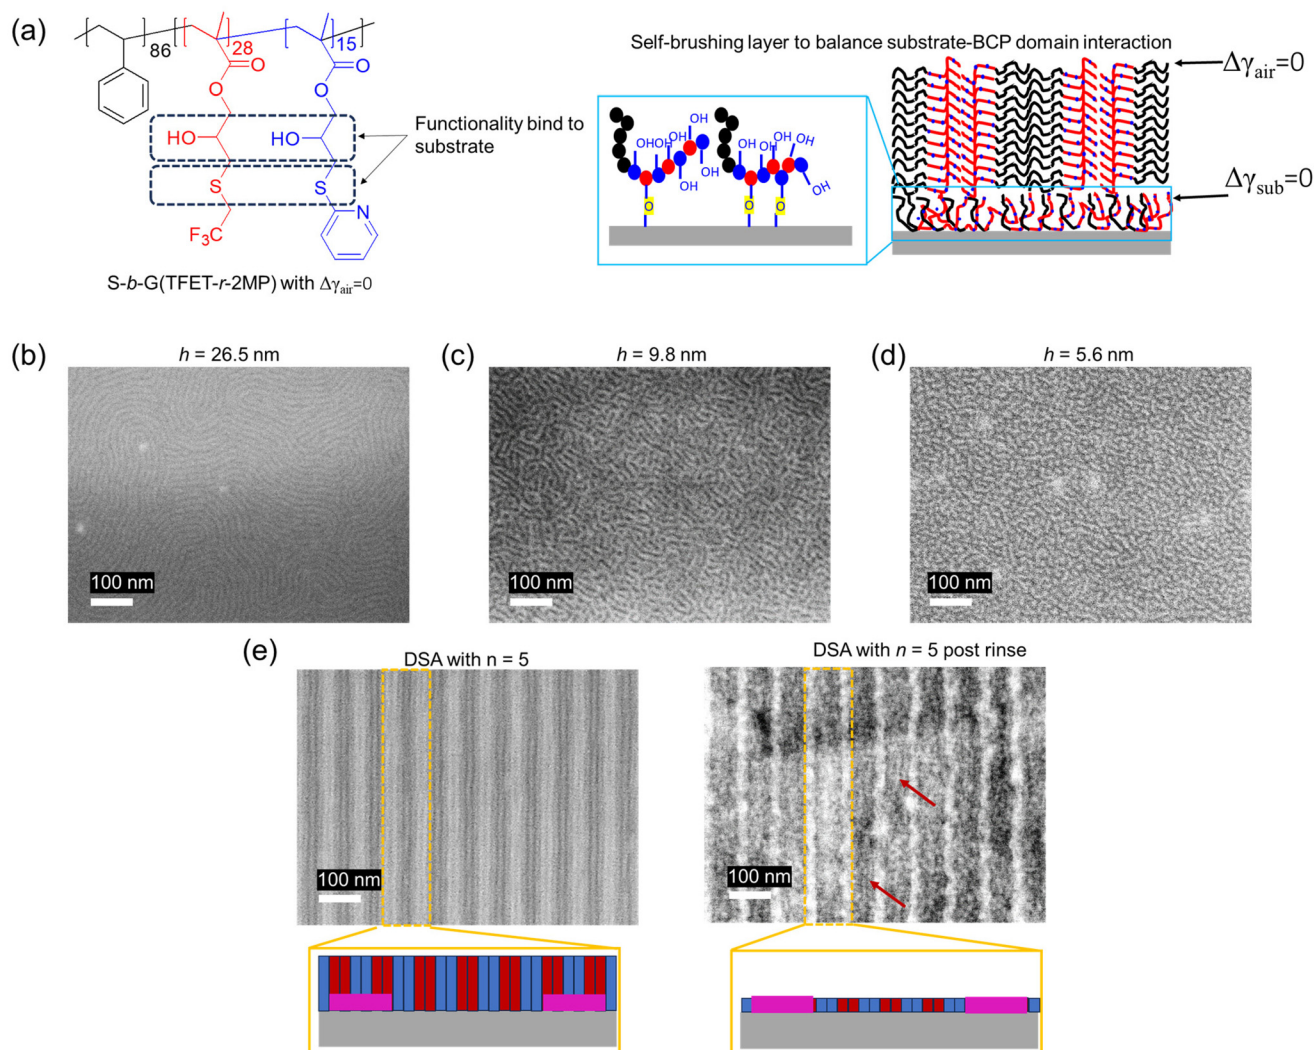 (a)
86
28
15
O
O
O
O
HO
HO
S
S
N
F₃C
Functionality bind to
substrate
S-b-G(TFET-r-2MP) with Δγair=0
Self-brushing layer to balance substrate-BCP domain interaction
Δγair=0
Δγsub=0
OH
OH
OH
OH
OH
OH
OH
OH
OH
OH
OH
OH
O
O
O
(b)
h = 26.5 nm
100 nm
(c)
h = 9.8 nm
100 nm
(d)
h = 5.6 nm
100 nm
(e)
DSA with n = 5
100 nm
DSA with n = 5 post rinse
100 nm